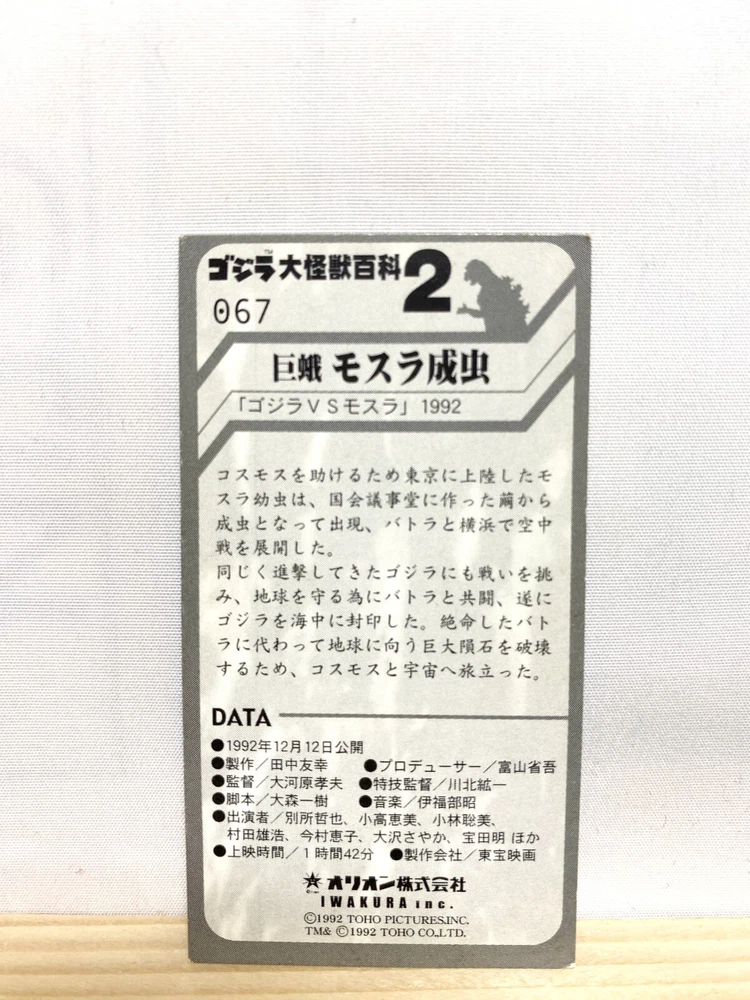 ゴジラ™大怪獣百科2
067
巨蛾 モスラ成虫
「ゴジラVSモスラ」1992
コスモスを助けるため東京に上陸したモ
スラ幼虫は、国会議事堂に作った繭から
成虫となって出現、バトラと横浜で空中
戦を展開した。
同じく進撃してきたゴジラにも戦いを挑
み、地球を守る為にバトラと共闘、遂に
ゴジラを海中に封印した。絶命したバト
ラに代わって地球に向う巨大隕石を破壊
するため、コスモスと宇宙へ旅立った。
DATA
●1992年12月12日公開
●製作/田中友幸 ●プロデューサー/富山省吾
●監督/大河原孝夫 ●特技監督/川北紘一
●脚本/大森一樹 ●音楽/伊福部昭
●出演者/別所哲也、小高恵美、小林聡美、
村田雄浩、今村恵子、大沢さやか、宝田明 ほか
●上映時間/1時間42分 ●製作会社/東宝映画
オリオン株式会社
IWAKURA inc.
©1992 TOHO PICTURES.INC.
TM& ©1992 TOHO CO.,LTD.